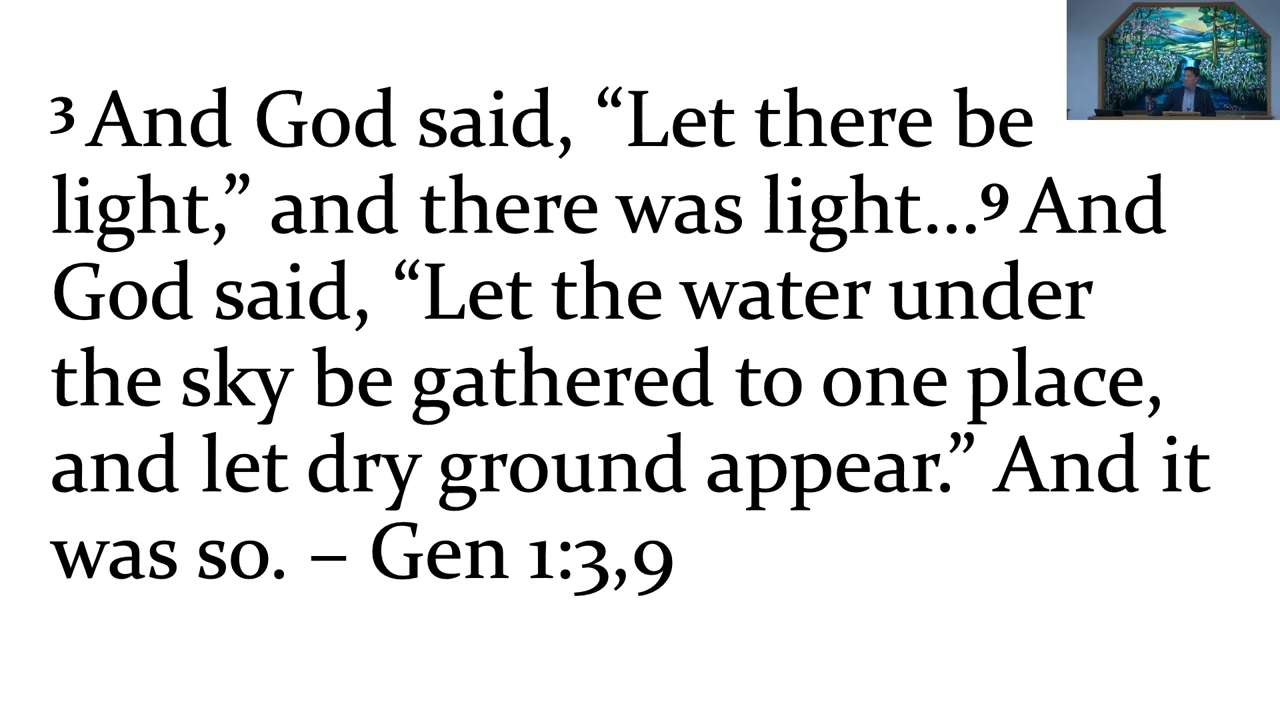 ³ And God said, “Let there be
light,” and there was light...⁹ And
God said, “Let the water under
the sky be gathered to one place,
and let dry ground appear.” And it
was so. – Gen 1:3,9